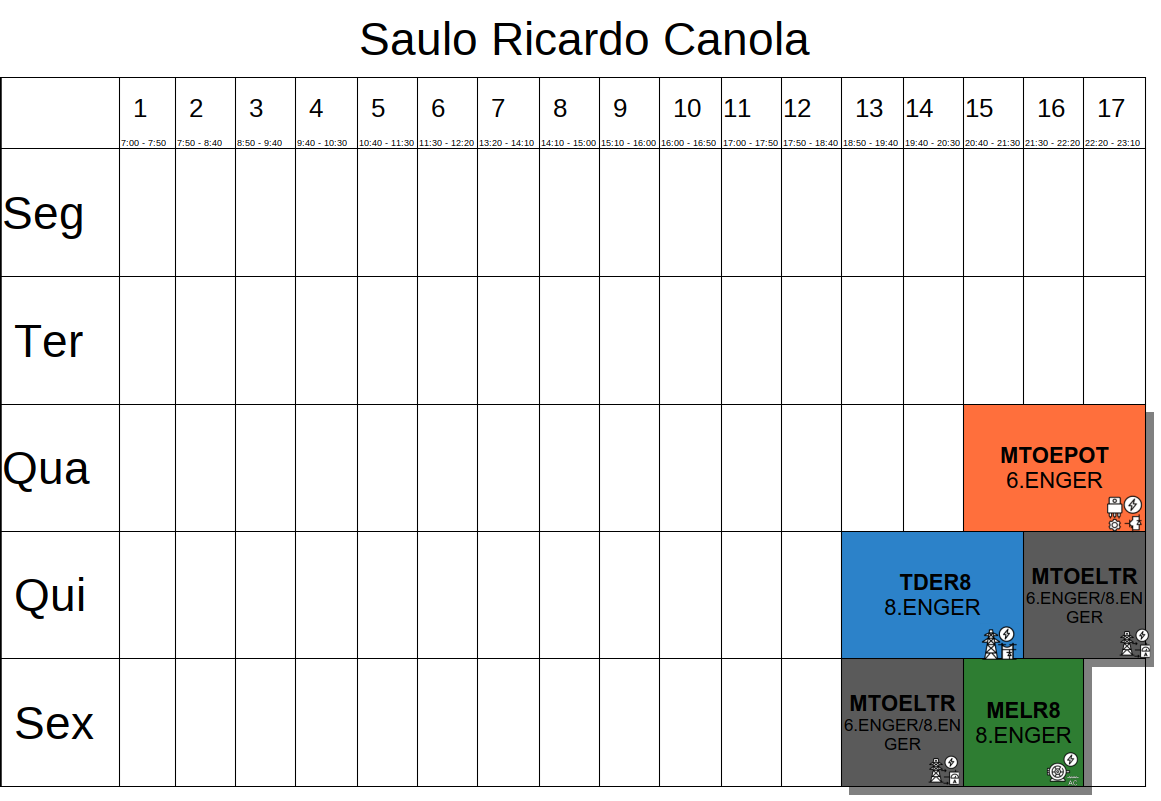 Saulo Ricardo Canola
1 2 3 4 5 6 7 8 9 10 11 12 13 14 15 16 17
7:00 - 7:50 7:50 - 8:40 8:50 - 9:40 9:40 - 10:30 10:40 - 11:30 11:30 - 12:20 13:20 - 14:10 14:10 - 15:00 15:10 - 16:00 16:00 - 16:50 17:00 - 17:50 17:50 - 18:40 18:50 - 19:40 19:40 - 20:30 20:40 - 21:30 21:30 - 22:20 22:20 - 23:10
Seg
Ter
Qua
MTOEPOT
6.ENGER
Qui
TDER8
8.ENGER
MTOELTR
6.ENGER/8.EN
GER
Sex
MTOELTR
6.ENGER/8.EN
GER
MELR8
8.ENGER
AC